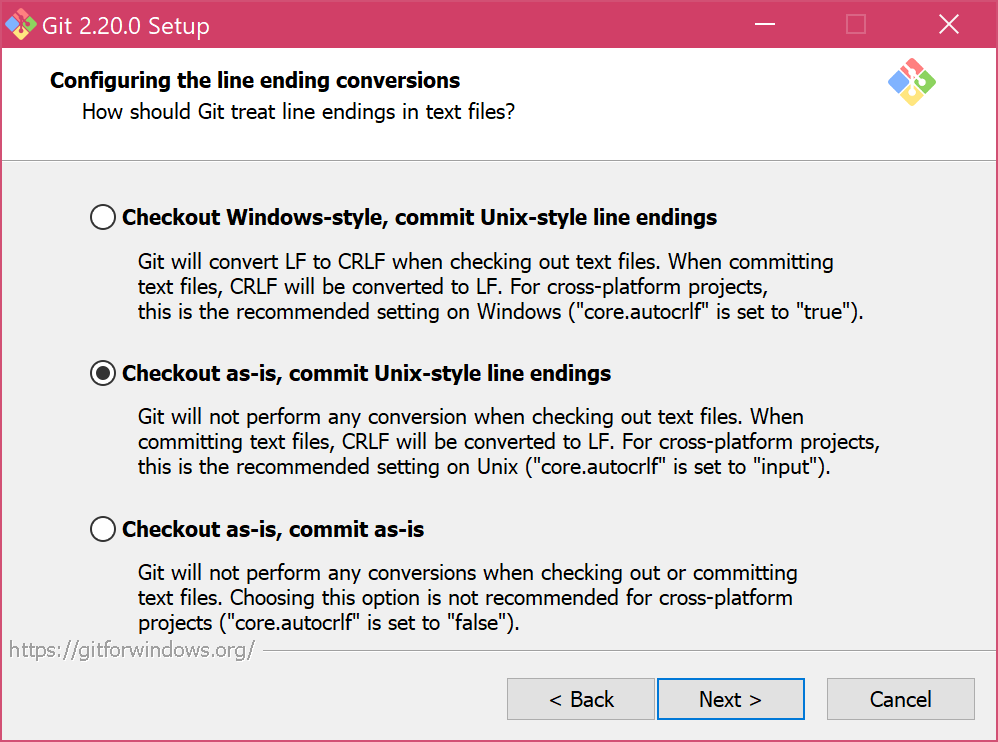 Git 2.20.0 Setup
Configuring the line ending conversions
How should Git treat line endings in text files?
Checkout Windows-style, commit Unix-style line endings
Git will convert LF to CRLF when checking out text files. When committing
text files, CRLF will be converted to LF. For cross-platform projects,
this is the recommended setting on Windows ("core.autocrlf" is set to "true").
Checkout as-is, commit Unix-style line endings
Git will not perform any conversion when checking out text files. When
committing text files, CRLF will be converted to LF. For cross-platform projects,
this is the recommended setting on Unix ("core.autocrlf" is set to "input").
Checkout as-is, commit as-is
Git will not perform any conversions when checking out or committing
text files. Choosing this option is not recommended for cross-platform
projects ("core.autocrlf" is set to "false").
https://gitforwindows.org/
< Back Next > Cancel